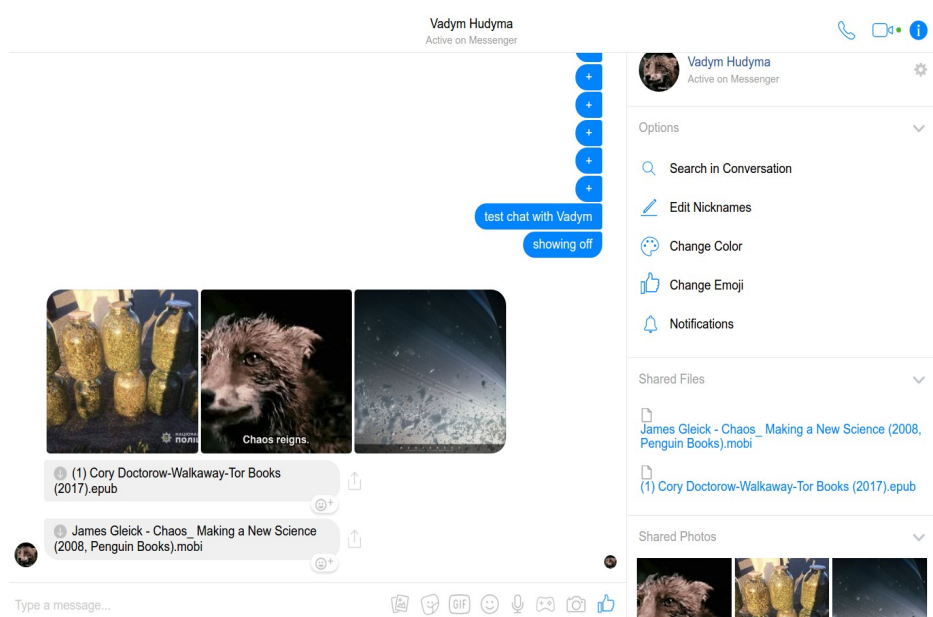 Vadym Hudyma
Active on Messenger
+
+
+
+
+
test chat with Vadym
showing off
Chaos reigns.
(1) Cory Doctorow-Walkaway-Tor Books
(2017).epub
James Gleick - Chaos_ Making a New Science
(2008, Penguin Books).mobi
Type a message...
GIF
Vadym Hudyma
Active on Messenger
Options
Search in Conversation
Edit Nicknames
Change Color
Change Emoji
Notifications
Shared Files
James Gleick - Chaos_ Making a New Science (2008,
Penguin Books).mobi
(1) Cory Doctorow-Walkaway-Tor Books (2017).epub
Shared Photos